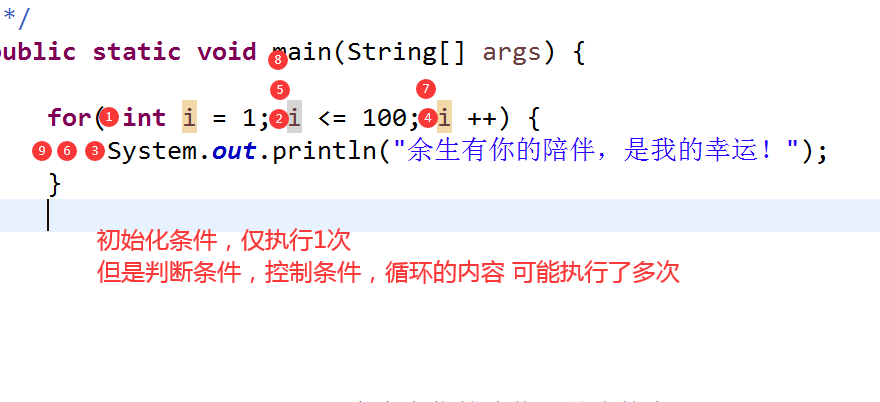 */
public static void main(String[] args) {
8
5 7
for( 1 int i = 1; 2 i <= 100; 4 i ++) {
9 6 3 System.out.println("余生有你的陪伴，是我的幸运！");
}
初始化条件，仅执行1次
但是判断条件，控制条件，循环的内容 可能执行了多次